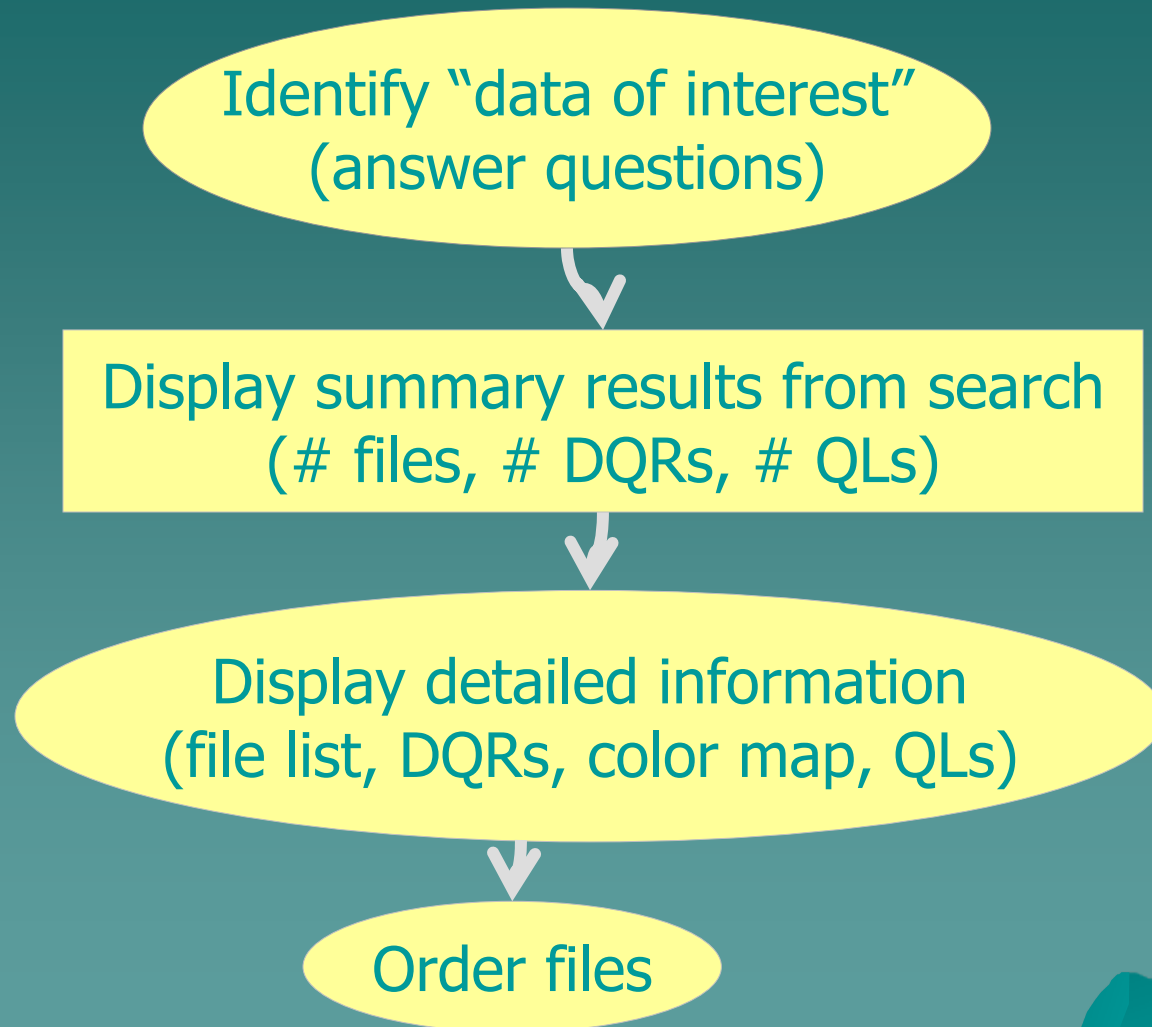 Identify “data of interest”
(answer questions)
Display summary results from search
(# files, # DQRs, # QLs)
Display detailed information
(file list, DQRs, color map, QLs)
Order files